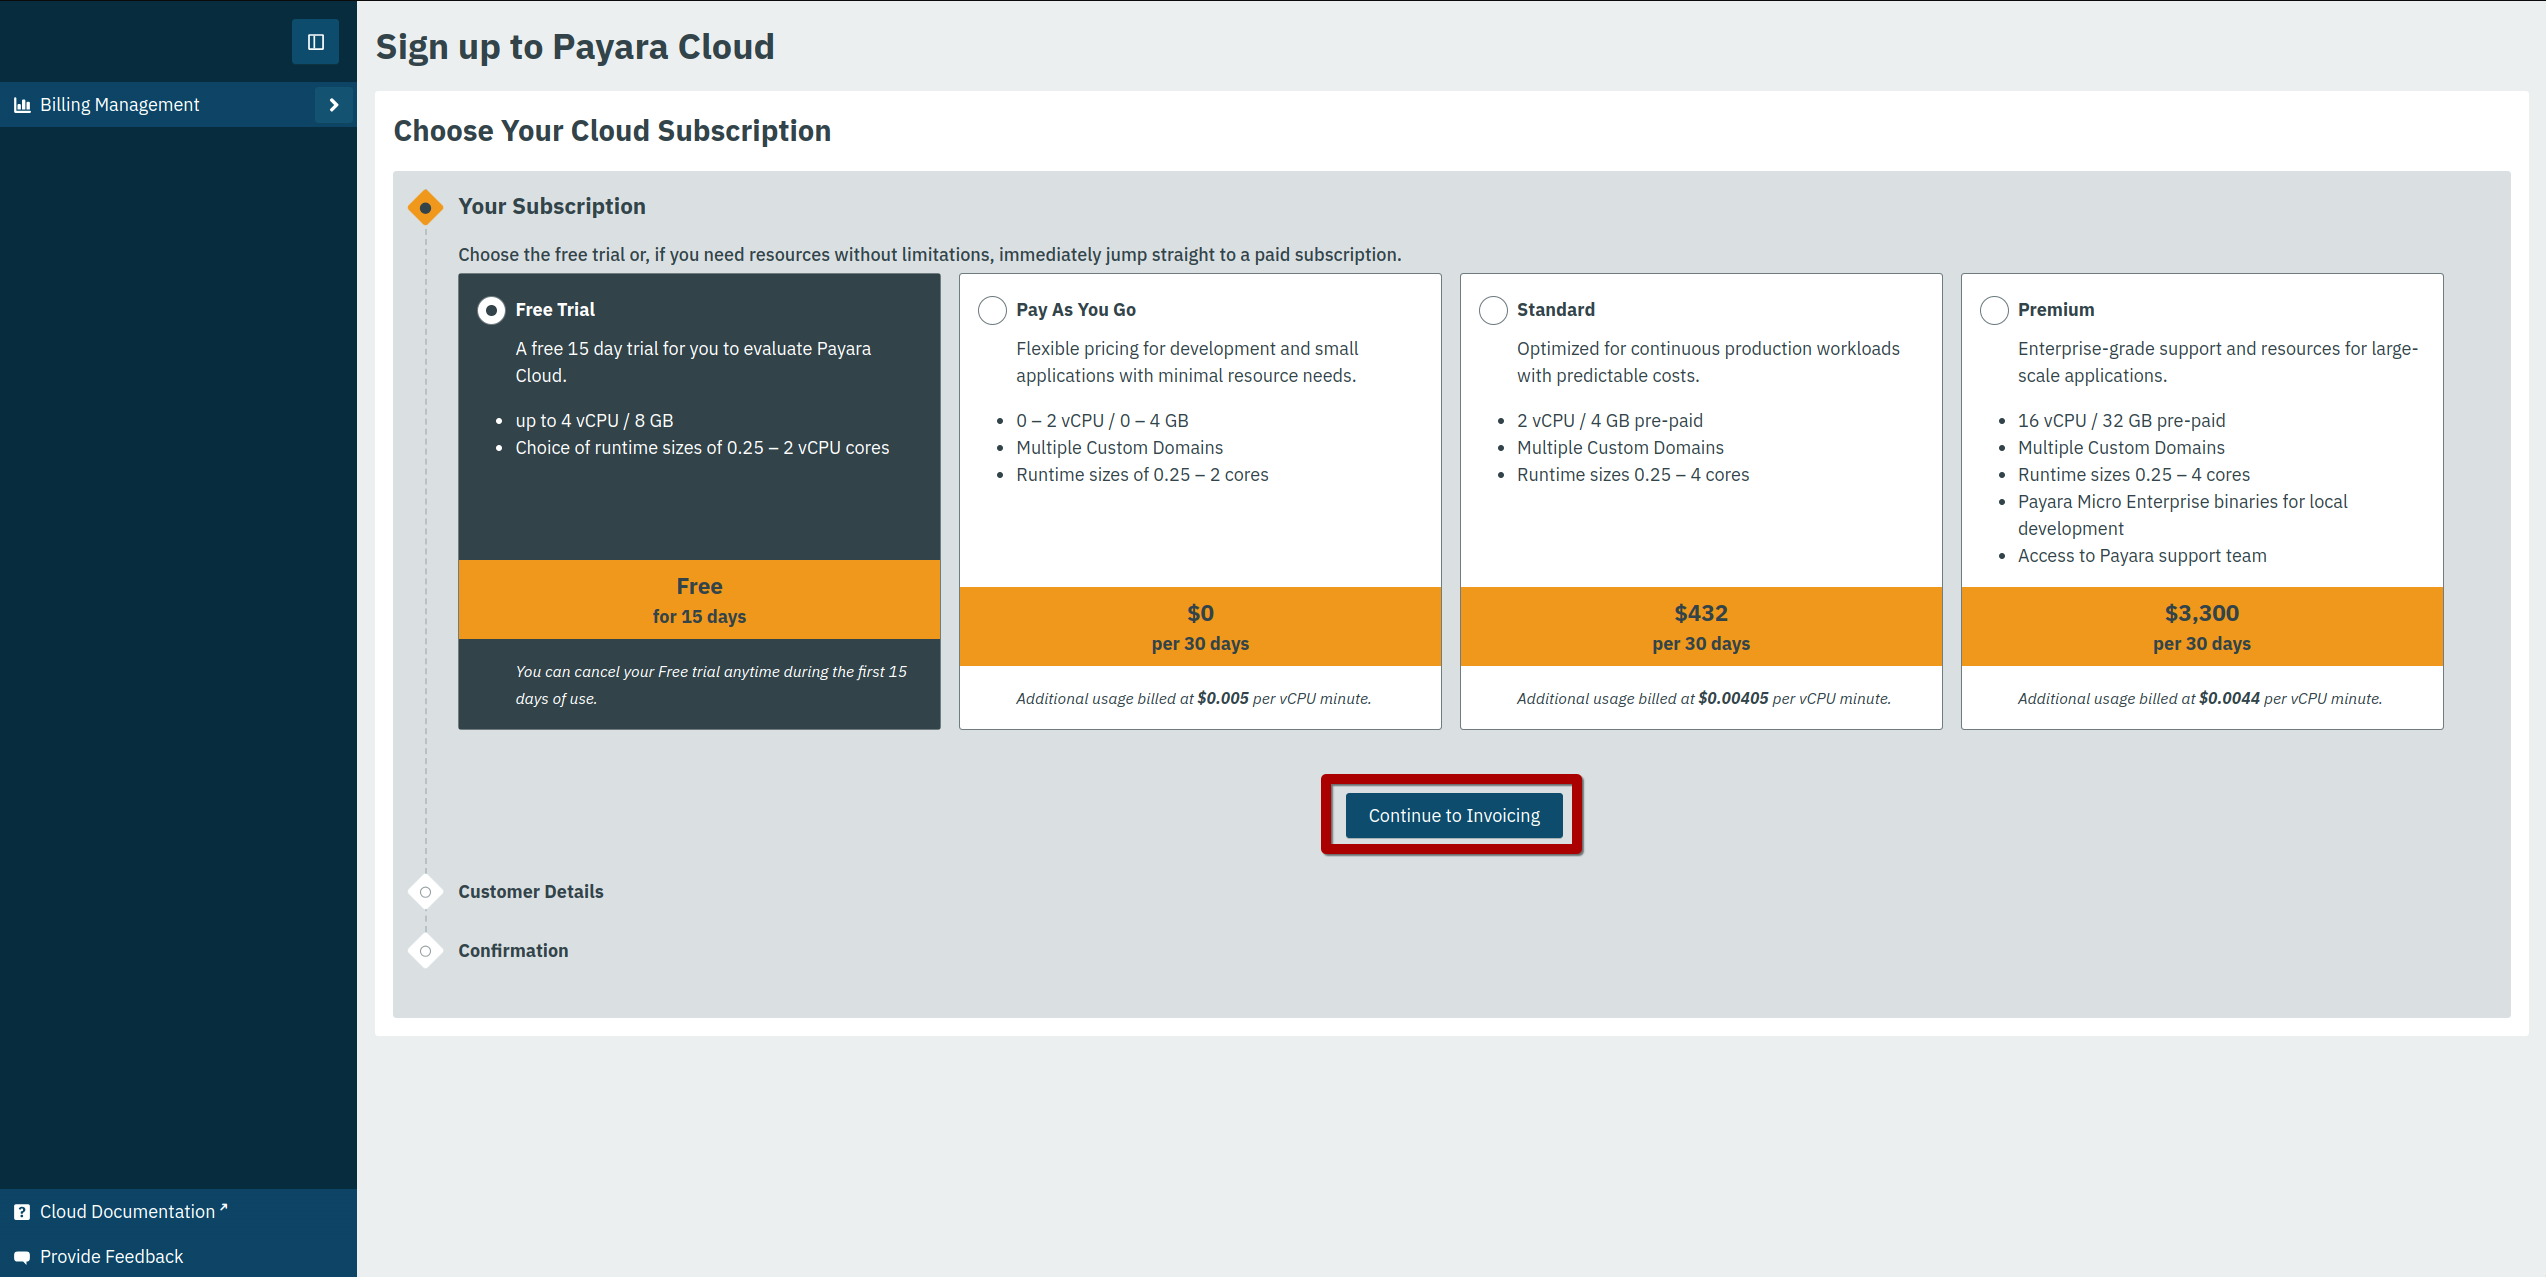 Sign up to Payara Cloud
Billing Management
Choose Your Cloud Subscription
Your Subscription
Choose the free trial or, if you need resources without limitations, immediately jump straight to a paid subscription.
Free Trial
A free 15 day trial for you to evaluate Payara
Cloud.
• up to 4 vCPU / 8 GB
• Choice of runtime sizes of 0.25 – 2 vCPU cores
Free
for 15 days
You can cancel your Free trial anytime during the first 15
days of use.
Pay As You Go
Flexible pricing for development and small
applications with minimal resource needs.
• 0 – 2 vCPU / 0 – 4 GB
• Multiple Custom Domains
• Runtime sizes of 0.25 – 2 cores
$0
per 30 days
Additional usage billed at $0.005 per vCPU minute.
Standard
Optimized for continuous production workloads
with predictable costs.
• 2 vCPU / 4 GB pre-paid
• Multiple Custom Domains
• Runtime sizes 0.25 – 4 cores
$432
per 30 days
Additional usage billed at $0.00405 per vCPU minute.
Premium
Enterprise-grade support and resources for large-
scale applications.
• 16 vCPU / 32 GB pre-paid
• Multiple Custom Domains
• Runtime sizes 0.25 – 4 cores
• Payara Micro Enterprise binaries for local
development
• Access to Payara support team
$3,300
per 30 days
Additional usage billed at $0.0044 per vCPU minute.
Continue to Invoicing
Customer Details
Confirmation
Cloud Documentation
Provide Feedback